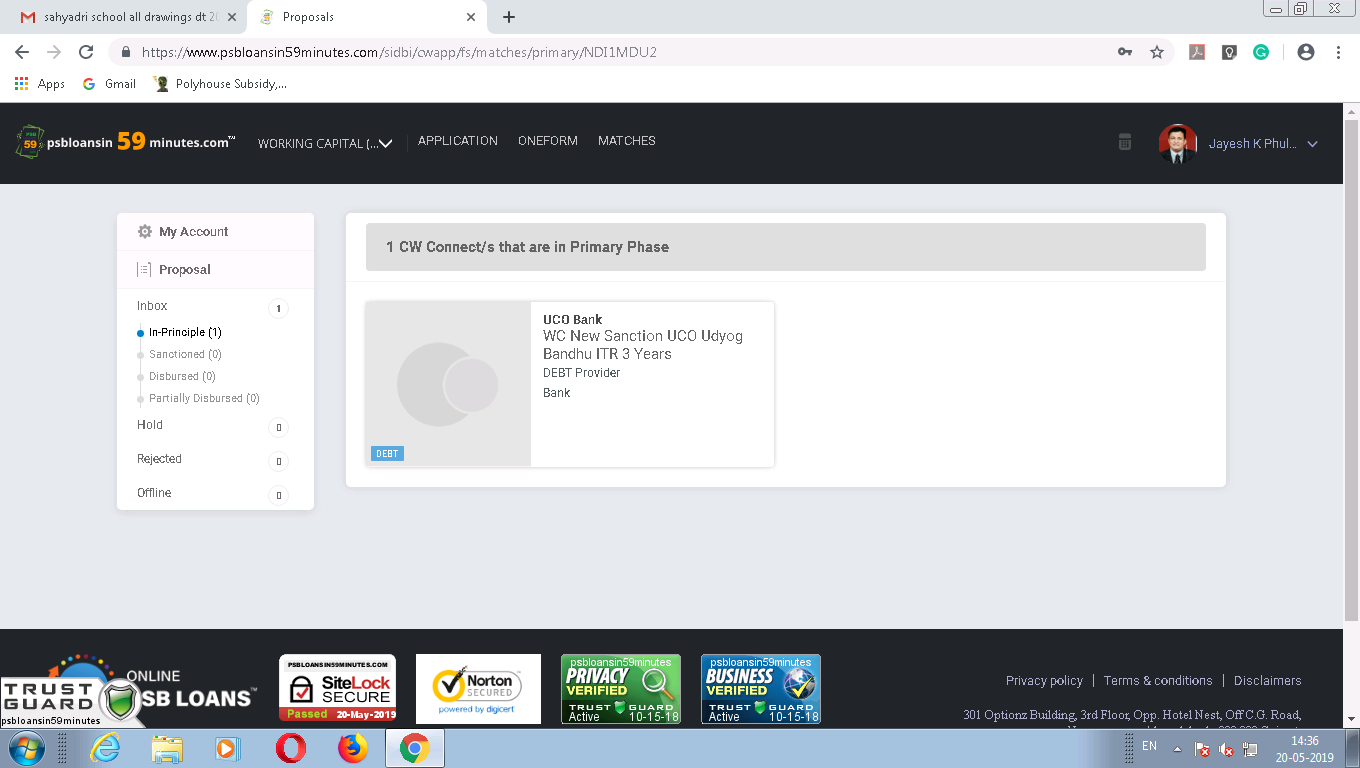 sahyadri school all drawings dt 20
Proposals
https://www.psbloansin59minutes.com/sidbi/cwapp/fs/matches/primary/NDI1MDU2
Apps
Gmail
Polyhouse Subsidy,...
PSB
59
psbloansin 59 minutes.com™
WORKING CAPITAL (...
APPLICATION
ONEFORM
MATCHES
Jayesh K Phul...
My Account
Proposal
Inbox
1
In-Principle (1)
Sanctioned (0)
Disbursed (0)
Partially Disbursed (0)
Hold
0
Rejected
0
Offline
0
1 CW Connect/s that are in Primary Phase
UCO Bank
WC New Sanction UCO Udyog
Bandhu ITR 3 Years
DEBT Provider
Bank
DEBT
ONLINE
SB LOANS™
TRUST
GUARD
psbloansin59minutes
PSBLOANSIN59MINUTES.COM
SiteLock
SECURE
Passed 20-May-2019
Norton
SECURED
powered by digicert
psbloansin59minutes
PRIVACY
VERIFIED
TRUST GUARD
Active 10-15-18
psbloansin59minutes
BUSINESS
VERIFIED
TRUST GUARD
Active 10-15-18
Privacy policy | Terms & conditions | Disclaimers
301 Optionz Building, 3rd Floor, Opp. Hotel Nest, Off C.G. Road,
EN
14:36
20-05-2019